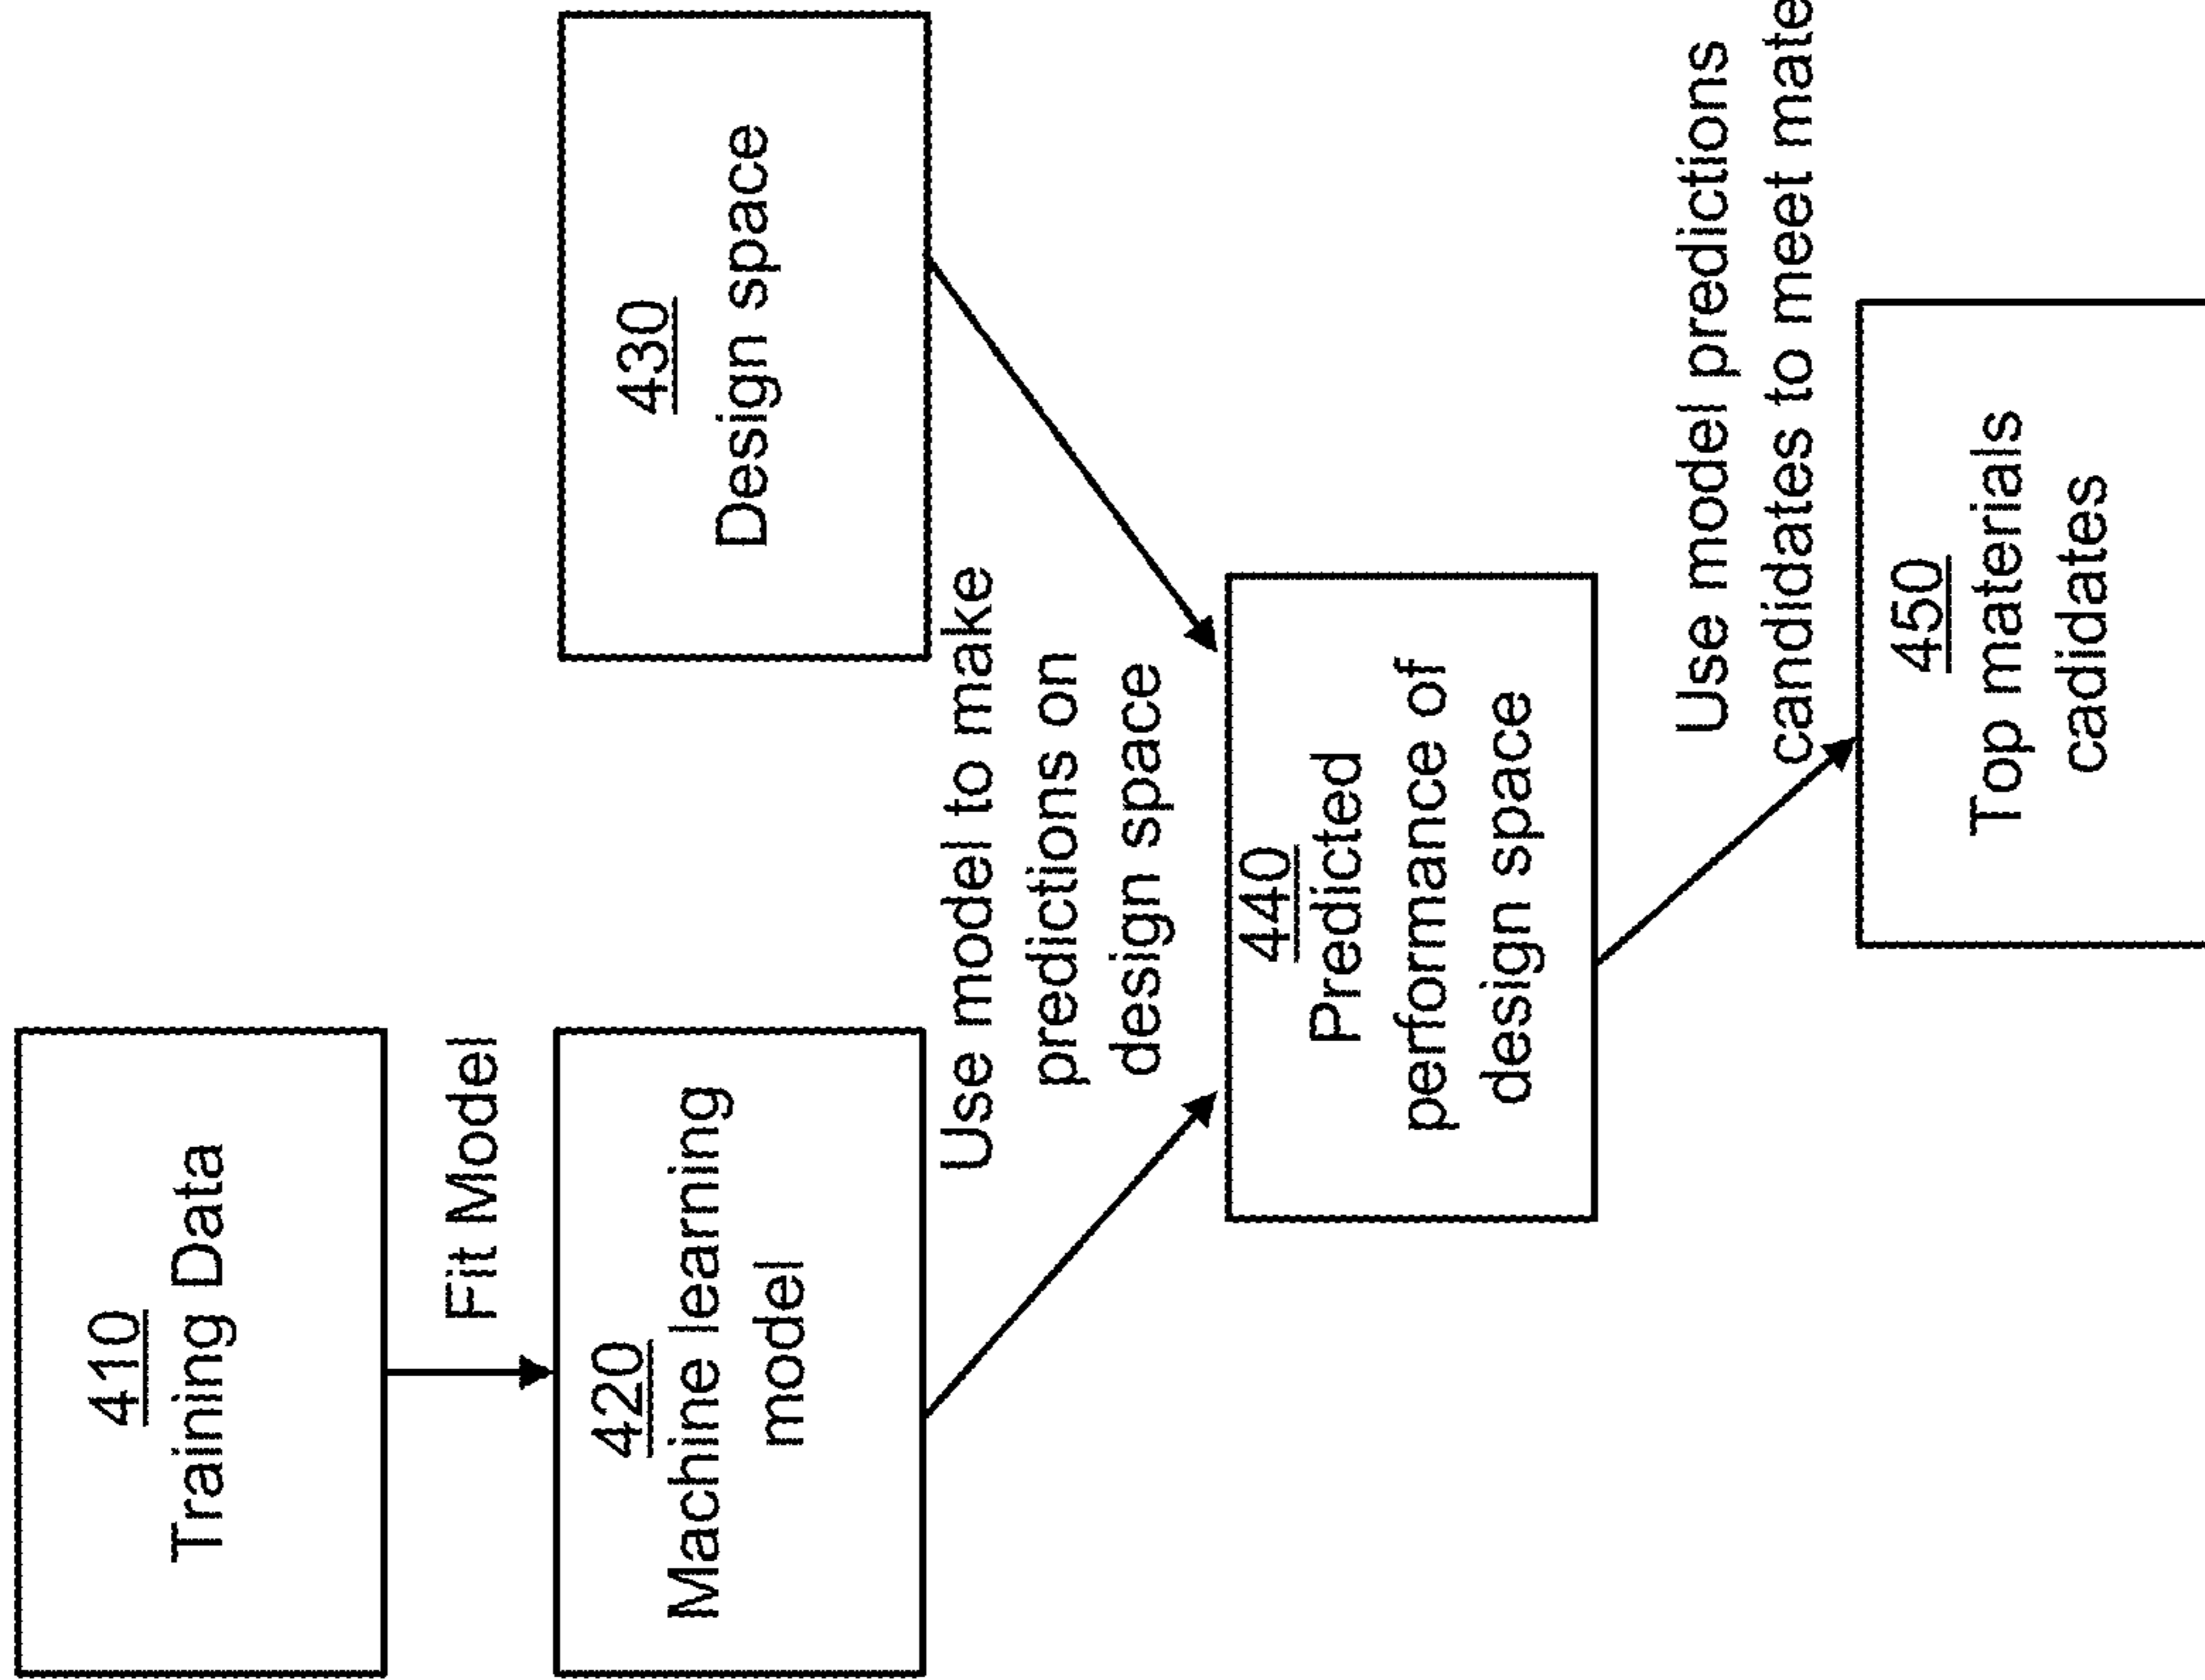 410
Training Data
Fit Model
420
Machine learning
model
430
Design space
Use model to make
predictions on
design space
440
Predicted
performance of
design space
Use model predictions
candidates to meet mate
450
Top materials
cadidates